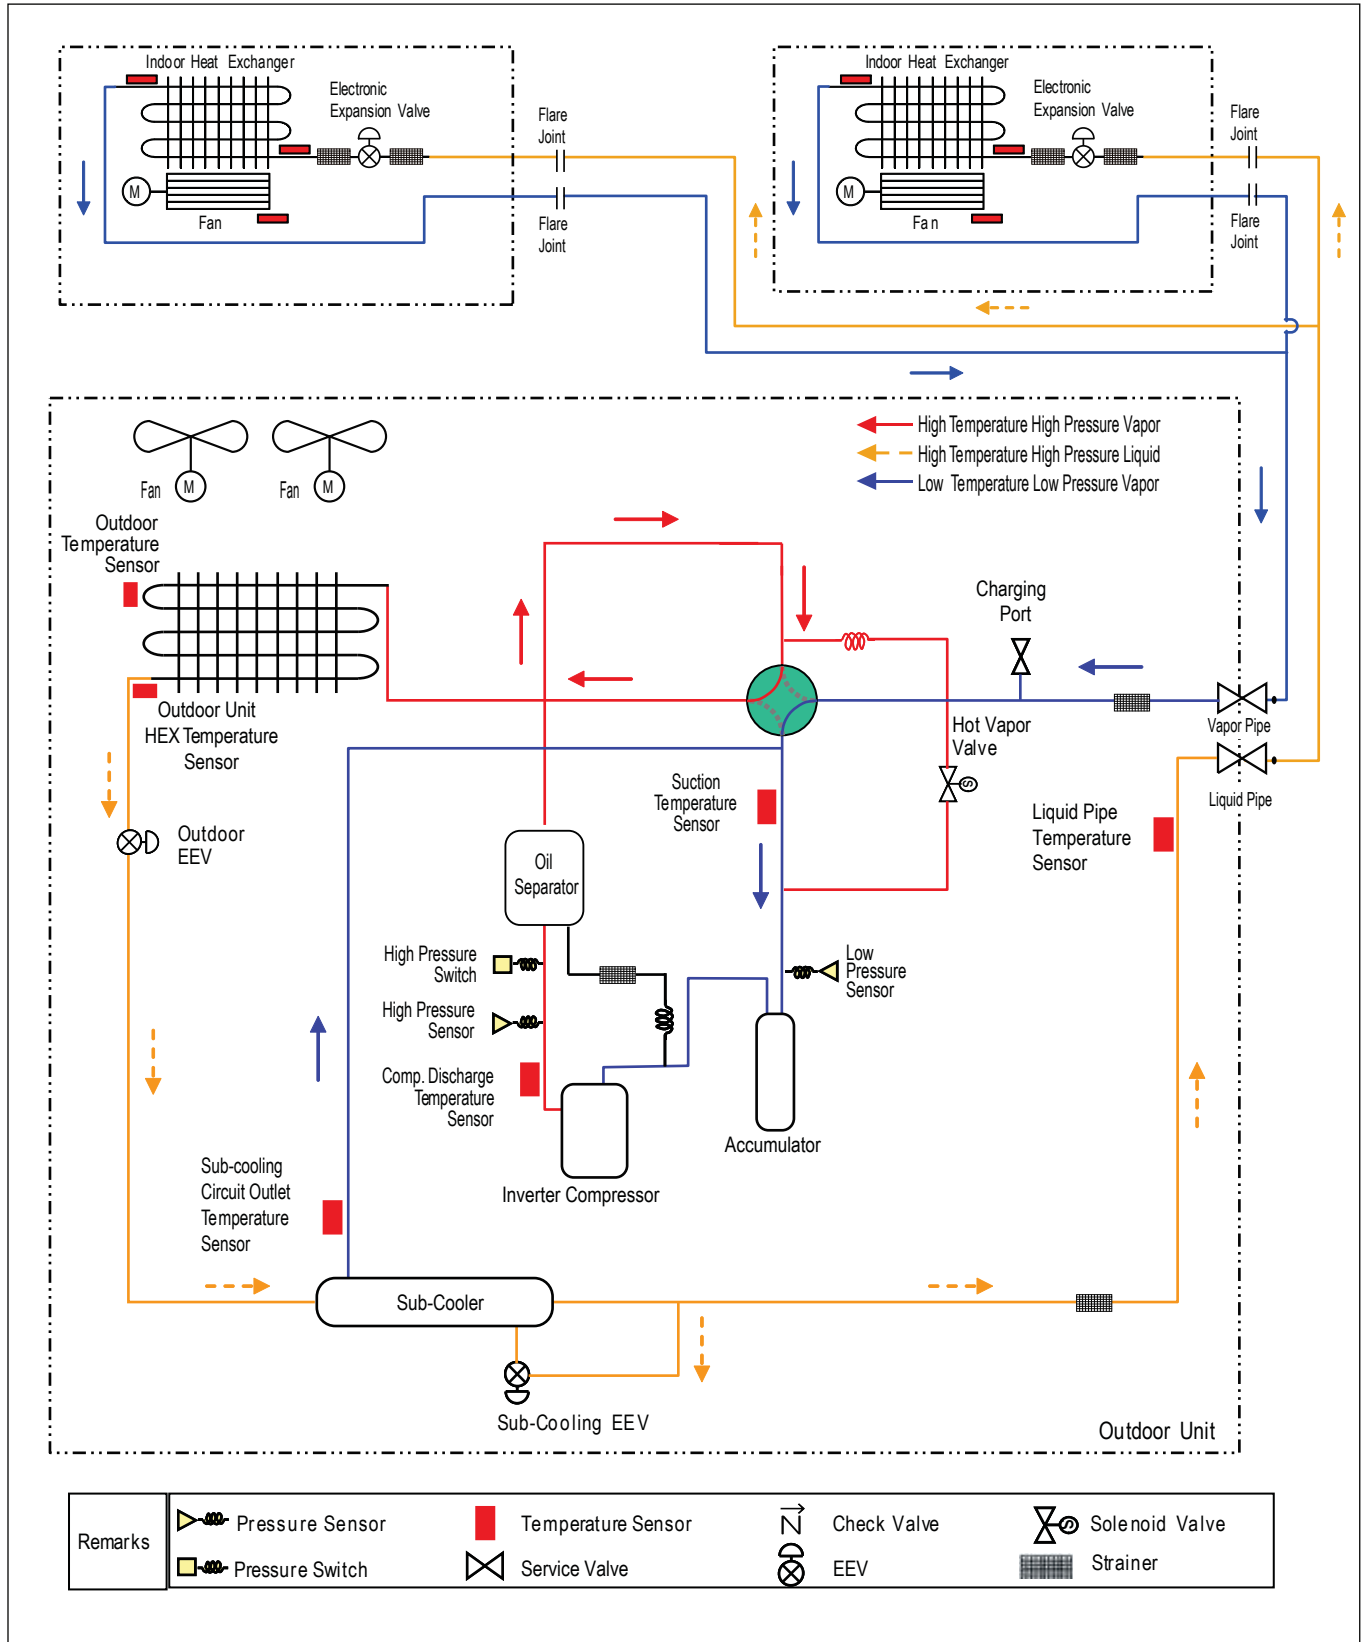 Indoor Heat Exchanger
Electronic
Expansion Valve
Flare
Joint
M
Fan
Flare
Joint
Indoor Heat Exchanger
Electronic
Expansion Valve
Flare
Joint
M
Fan
Flare
Joint
High Temperature High Pressure Vapor
High Temperature High Pressure Liquid
Low Temperature Low Pressure Vapor
Fan
M
Fan
M
Outdoor
Temperature
Sensor
Charging
Port
Outdoor Unit
HEX Temperature
Sensor
Hot Vapor
Valve
S
Vapor Pipe
Liquid Pipe
Suction
Temperature
Sensor
Liquid Pipe
Temperature
Sensor
Outdoor
EEV
Oil
Separator
High Pressure
Switch
Low
Pressure
Sensor
High Pressure
Sensor
Comp. Discharge
Temperature
Sensor
Accumulator
Inverter Compressor
Sub-cooling
Circuit Outlet
Temperature
Sensor
Sub-Cooler
Sub-Cooling EEV
Outdoor Unit
Remarks
Pressure Sensor
Temperature Sensor
Check Valve
S
Solenoid Valve
Pressure Switch
Service Valve
EEV
Strainer